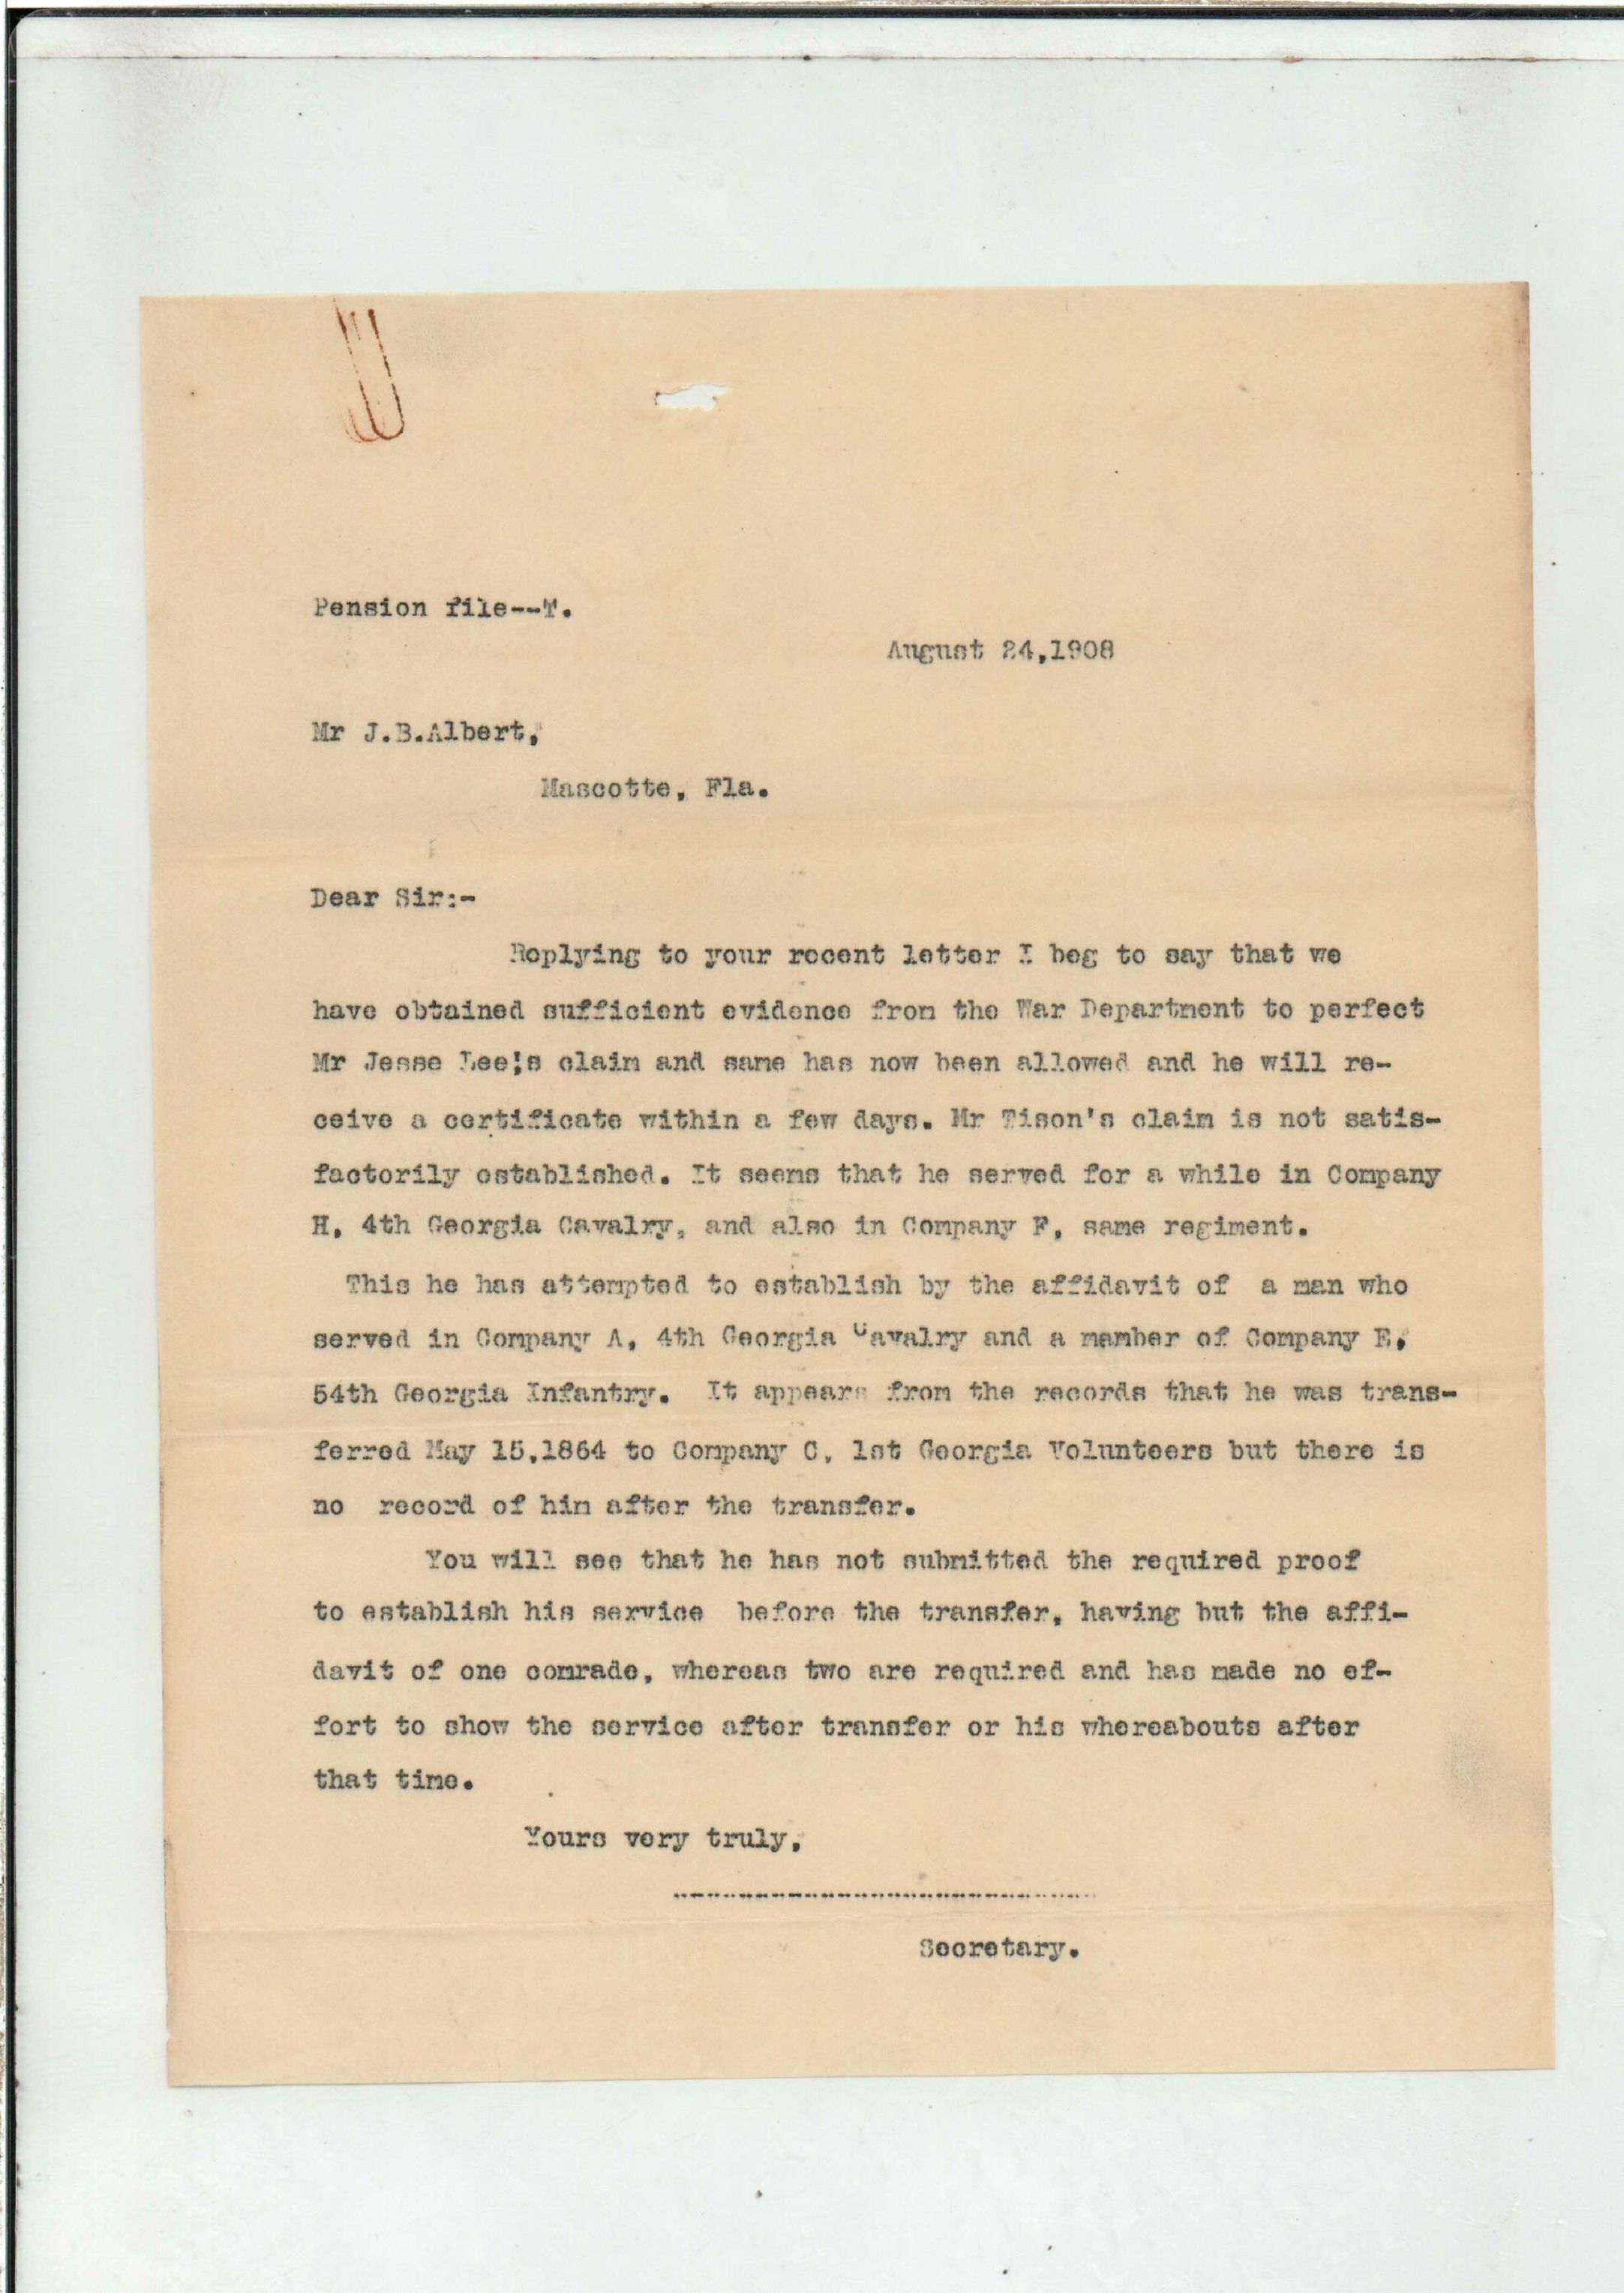 Pension file--T.
August 24,1908
Mr J.B.Albert,
Mascotte, Fla.
Dear Sir:-
Replying to your recent letter I beg to say that we
have obtained sufficient evidence from the War Department to perfect
Mr Jesse Lee's claim and same has now been allowed and he will re-
ceive a certificate within a few days. Mr Tison's claim is not satis-
factorily established. It seems that he served for a while in Company
H, 4th Georgia Cavalry, and also in Company F, same regiment.
This he has attempted to establish by the affidavit of a man who
served in Company A, 4th Georgia Cavalry and a member of Company E,
54th Georgia Infantry. It appears from the records that he was trans-
ferred May 15,1864 to Company C, 1st Georgia Volunteers but there is
no record of him after the transfer.
You will see that he has not submitted the required proof
to establish his service before the transfer, having but the affi-
davit of one comrade, whereas two are required and has made no ef-
fort to show the service after transfer or his whereabouts after
that time.
Yours very truly,
Secretary.